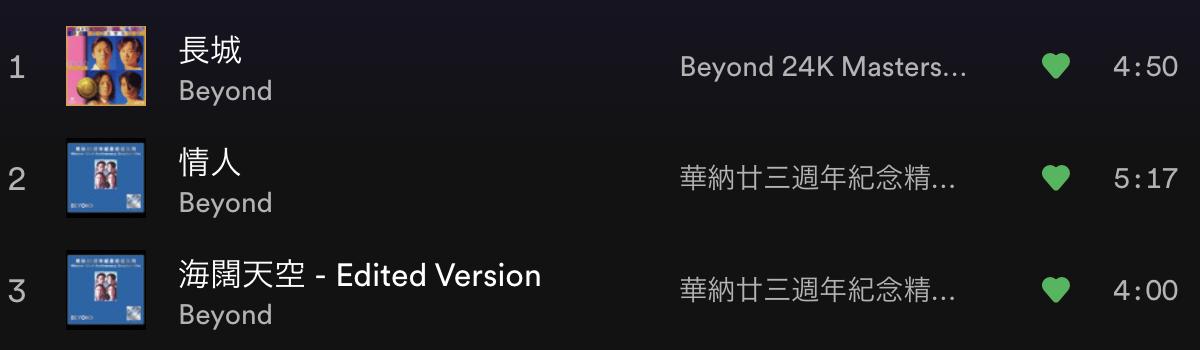 1
長城
Beyond
Beyond 24K Masters...
4:50
2
情人
Beyond
華納廿三週年紀念精...
5:17
3
海闊天空 - Edited Version
Beyond
華納廿三週年紀念精...
4:00